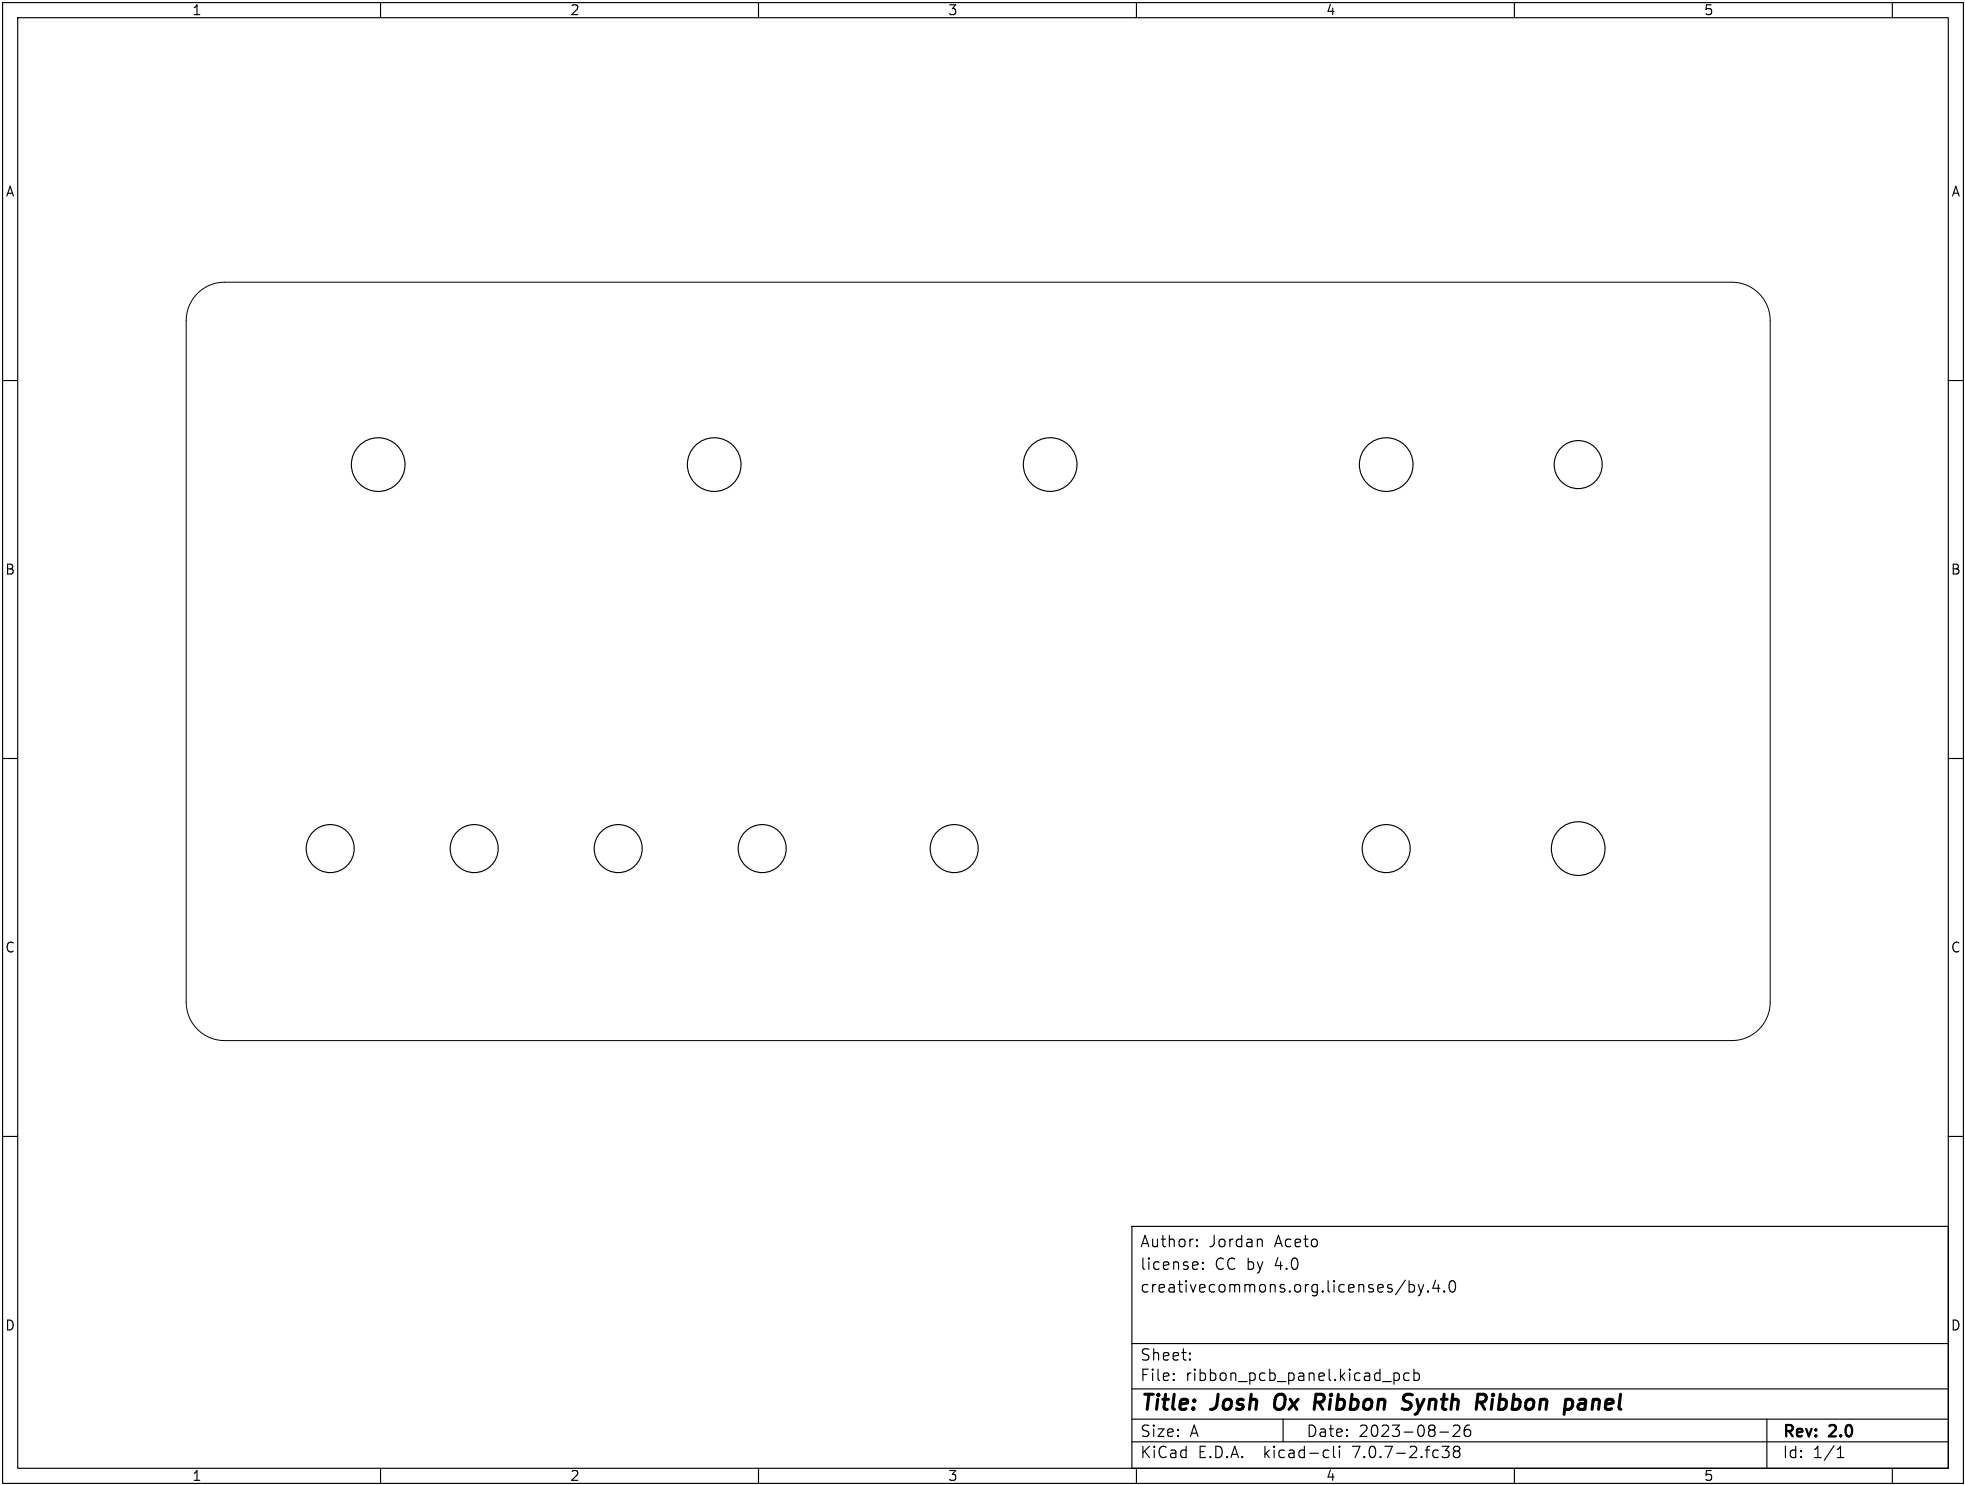 1 2 3 4 5
A A
B B
C C
D D
Author: Jordan Aceto
license: CC by 4.0
creativecommons.org.licenses/by.4.0
Sheet:
File: ribbon_pcb_panel.kicad_pcb
Title: Josh Ox Ribbon Synth Ribbon panel
Size: A Date: 2023-08-26 Rev: 2.0
KiCad E.D.A. kicad-cli 7.0.7-2.fc38 Id: 1/1
1 2 3 4 5